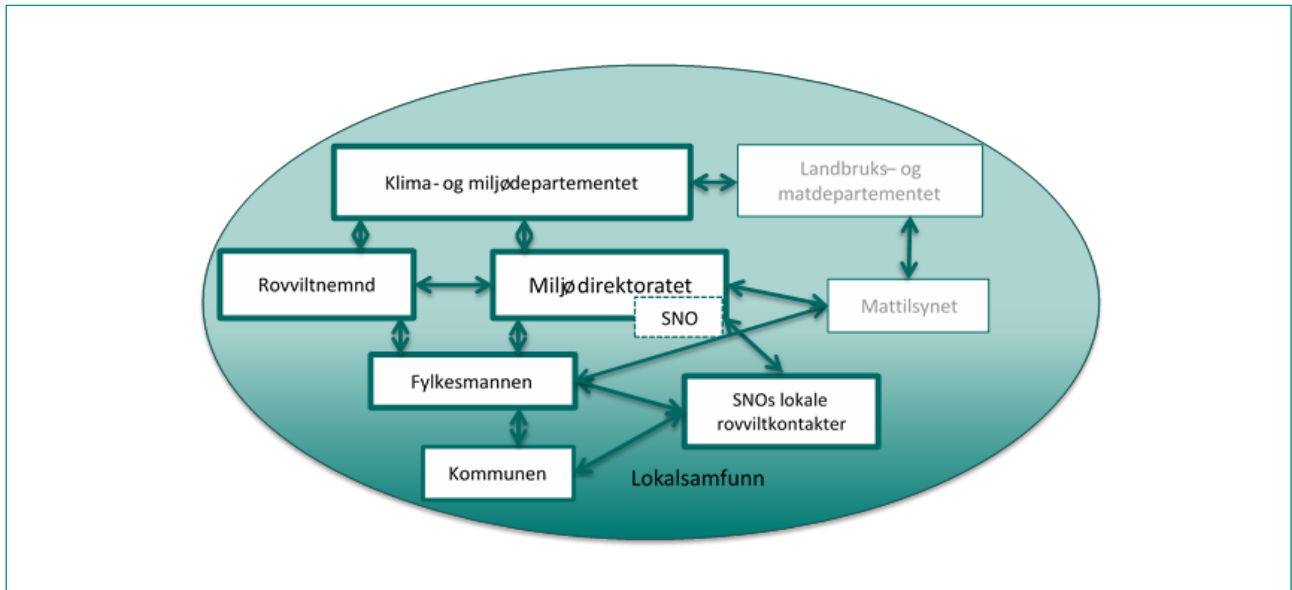 Klima- og miljødepartementet
Landbruks– og
matdepartementet
Rovviltnemnd
Miljødirektoratet
Mattilsynet
SNO
Fylkesmannen
SNOs lokale
rovviltkontakter
Kommunen
Lokalsamfunn